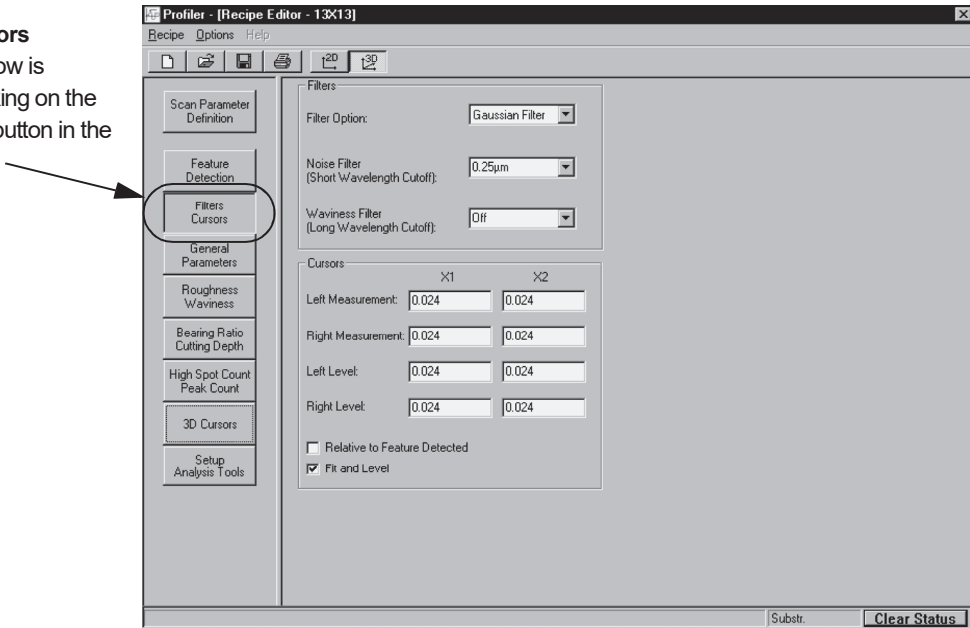 ors
ow is
ing on the
button in the
Profiler - [Recipe Editor - 13X13]
Recipe Options Help
2D 3D
Scan Parameter
Definition
Feature
Detection
Filters
Cursors
General
Parameters
Roughness
Waviness
Bearing Ratio
Cutting Depth
High Spot Count
Peak Count
3D Cursors
Setup
Analysis Tools
Filters
Filter Option: Gaussian Filter
Noise Filter
(Short Wavelength Cutoff): 0.25µm
Waviness Filter
(Long Wavelength Cutoff): Off
Cursors
X1 X2
Left Measurement: 0.024 0.024
Right Measurement: 0.024 0.024
Left Level: 0.024 0.024
Right Level: 0.024 0.024
Relative to Feature Detected
Fit and Level
Substr. Clear Status